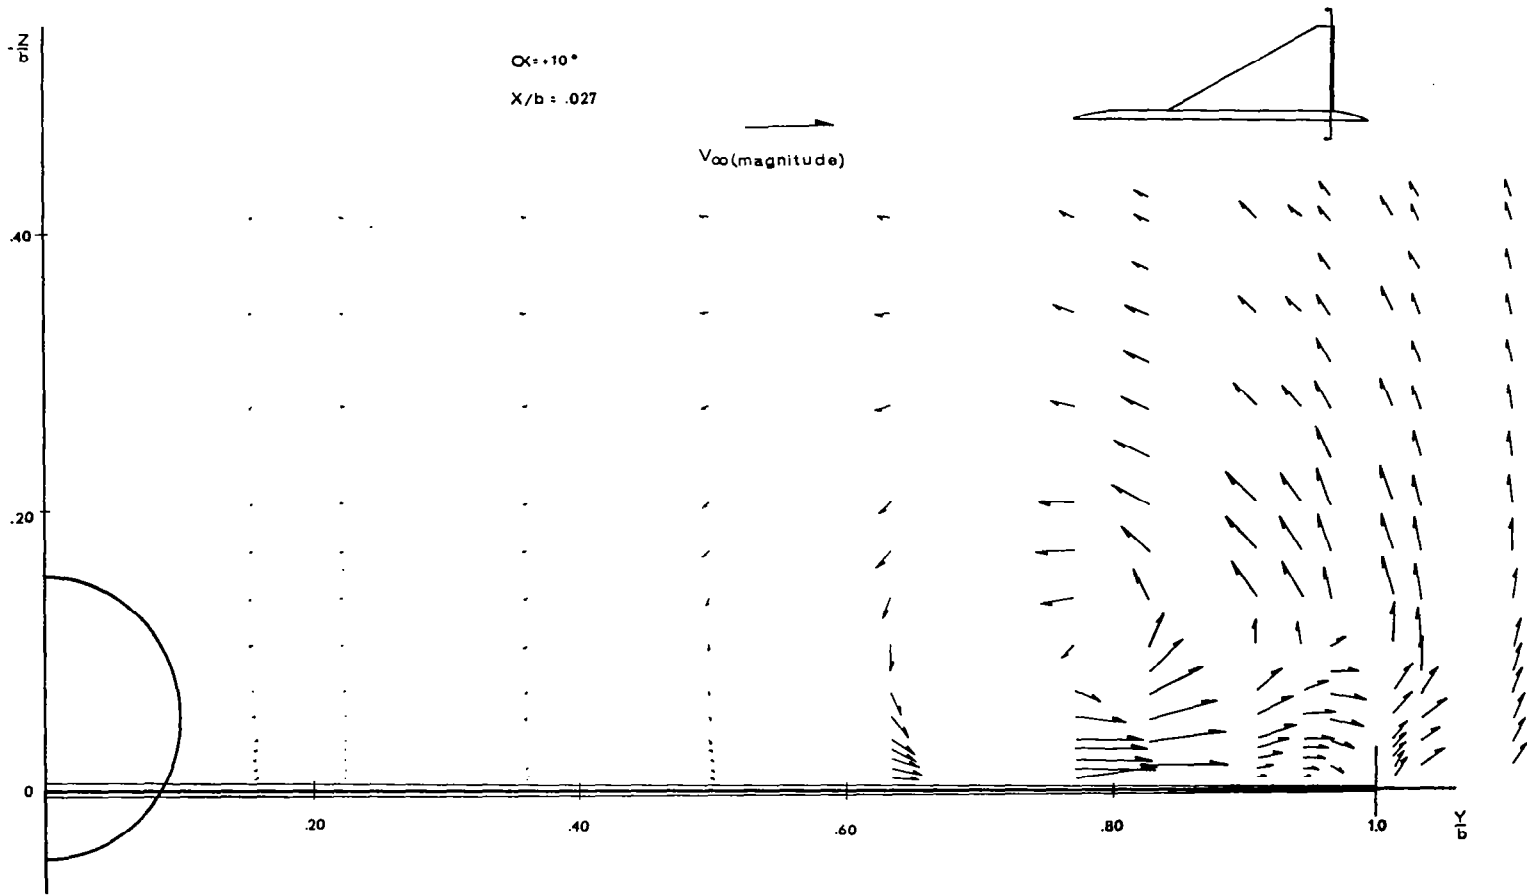 -Z/b
α=+10°
X/b = .027
V∞(magnitude)
.40
.20
0
.20
.40
.60
.80
1.0
Y/b